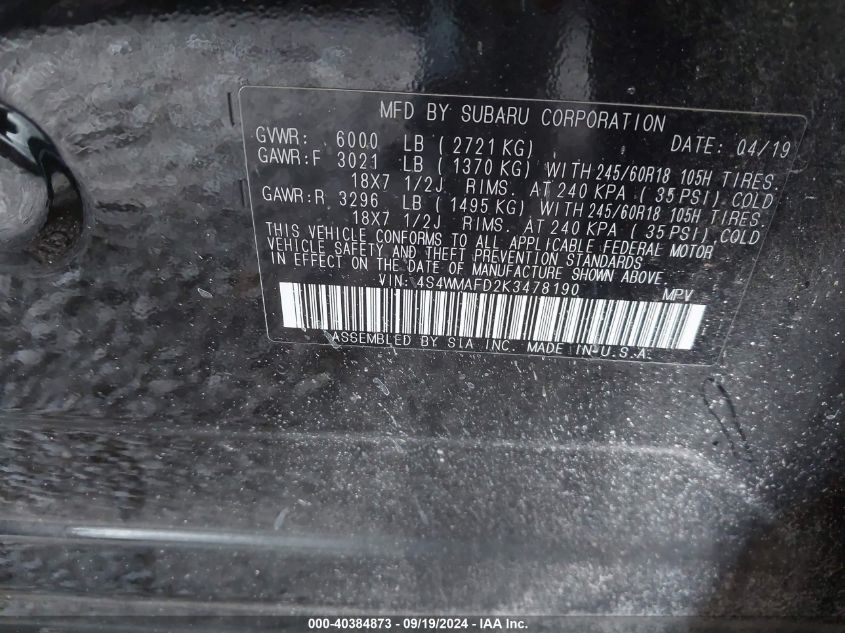 MFD BY SUBARU CORPORATION
GVWR: 6000 LB ( 2721 KG) DATE: 04/19
GAWR:F 3021 LB ( 1370 KG) WITH 245/60R18 105H TIRES.
18X7 1/2J. RIMS. AT 240 KPA ( 35 PSI) COLD
GAWR:R 3296 LB ( 1495 KG) WITH 245/60R18 105H TIRES
18X7 1/2J. RIMS. AT 240 KPA ( 35 PSI) COLD
THIS VEHICLE CONFORMS TO ALL APPLICABLE FEDERAL MOTOR
VEHICLE SAFETY AND THEFT PREVENTION STANDARDS
IN EFFECT ON THE DATE OF MANUFACTURE SHOWN ABOVE.
VIN: 4S4WMAFD2K3478190 MPV
ASSEMBLED BY SIA INC. MADE IN U.S.A.
000-40384873 - 09/19/2024 - IAA Inc.